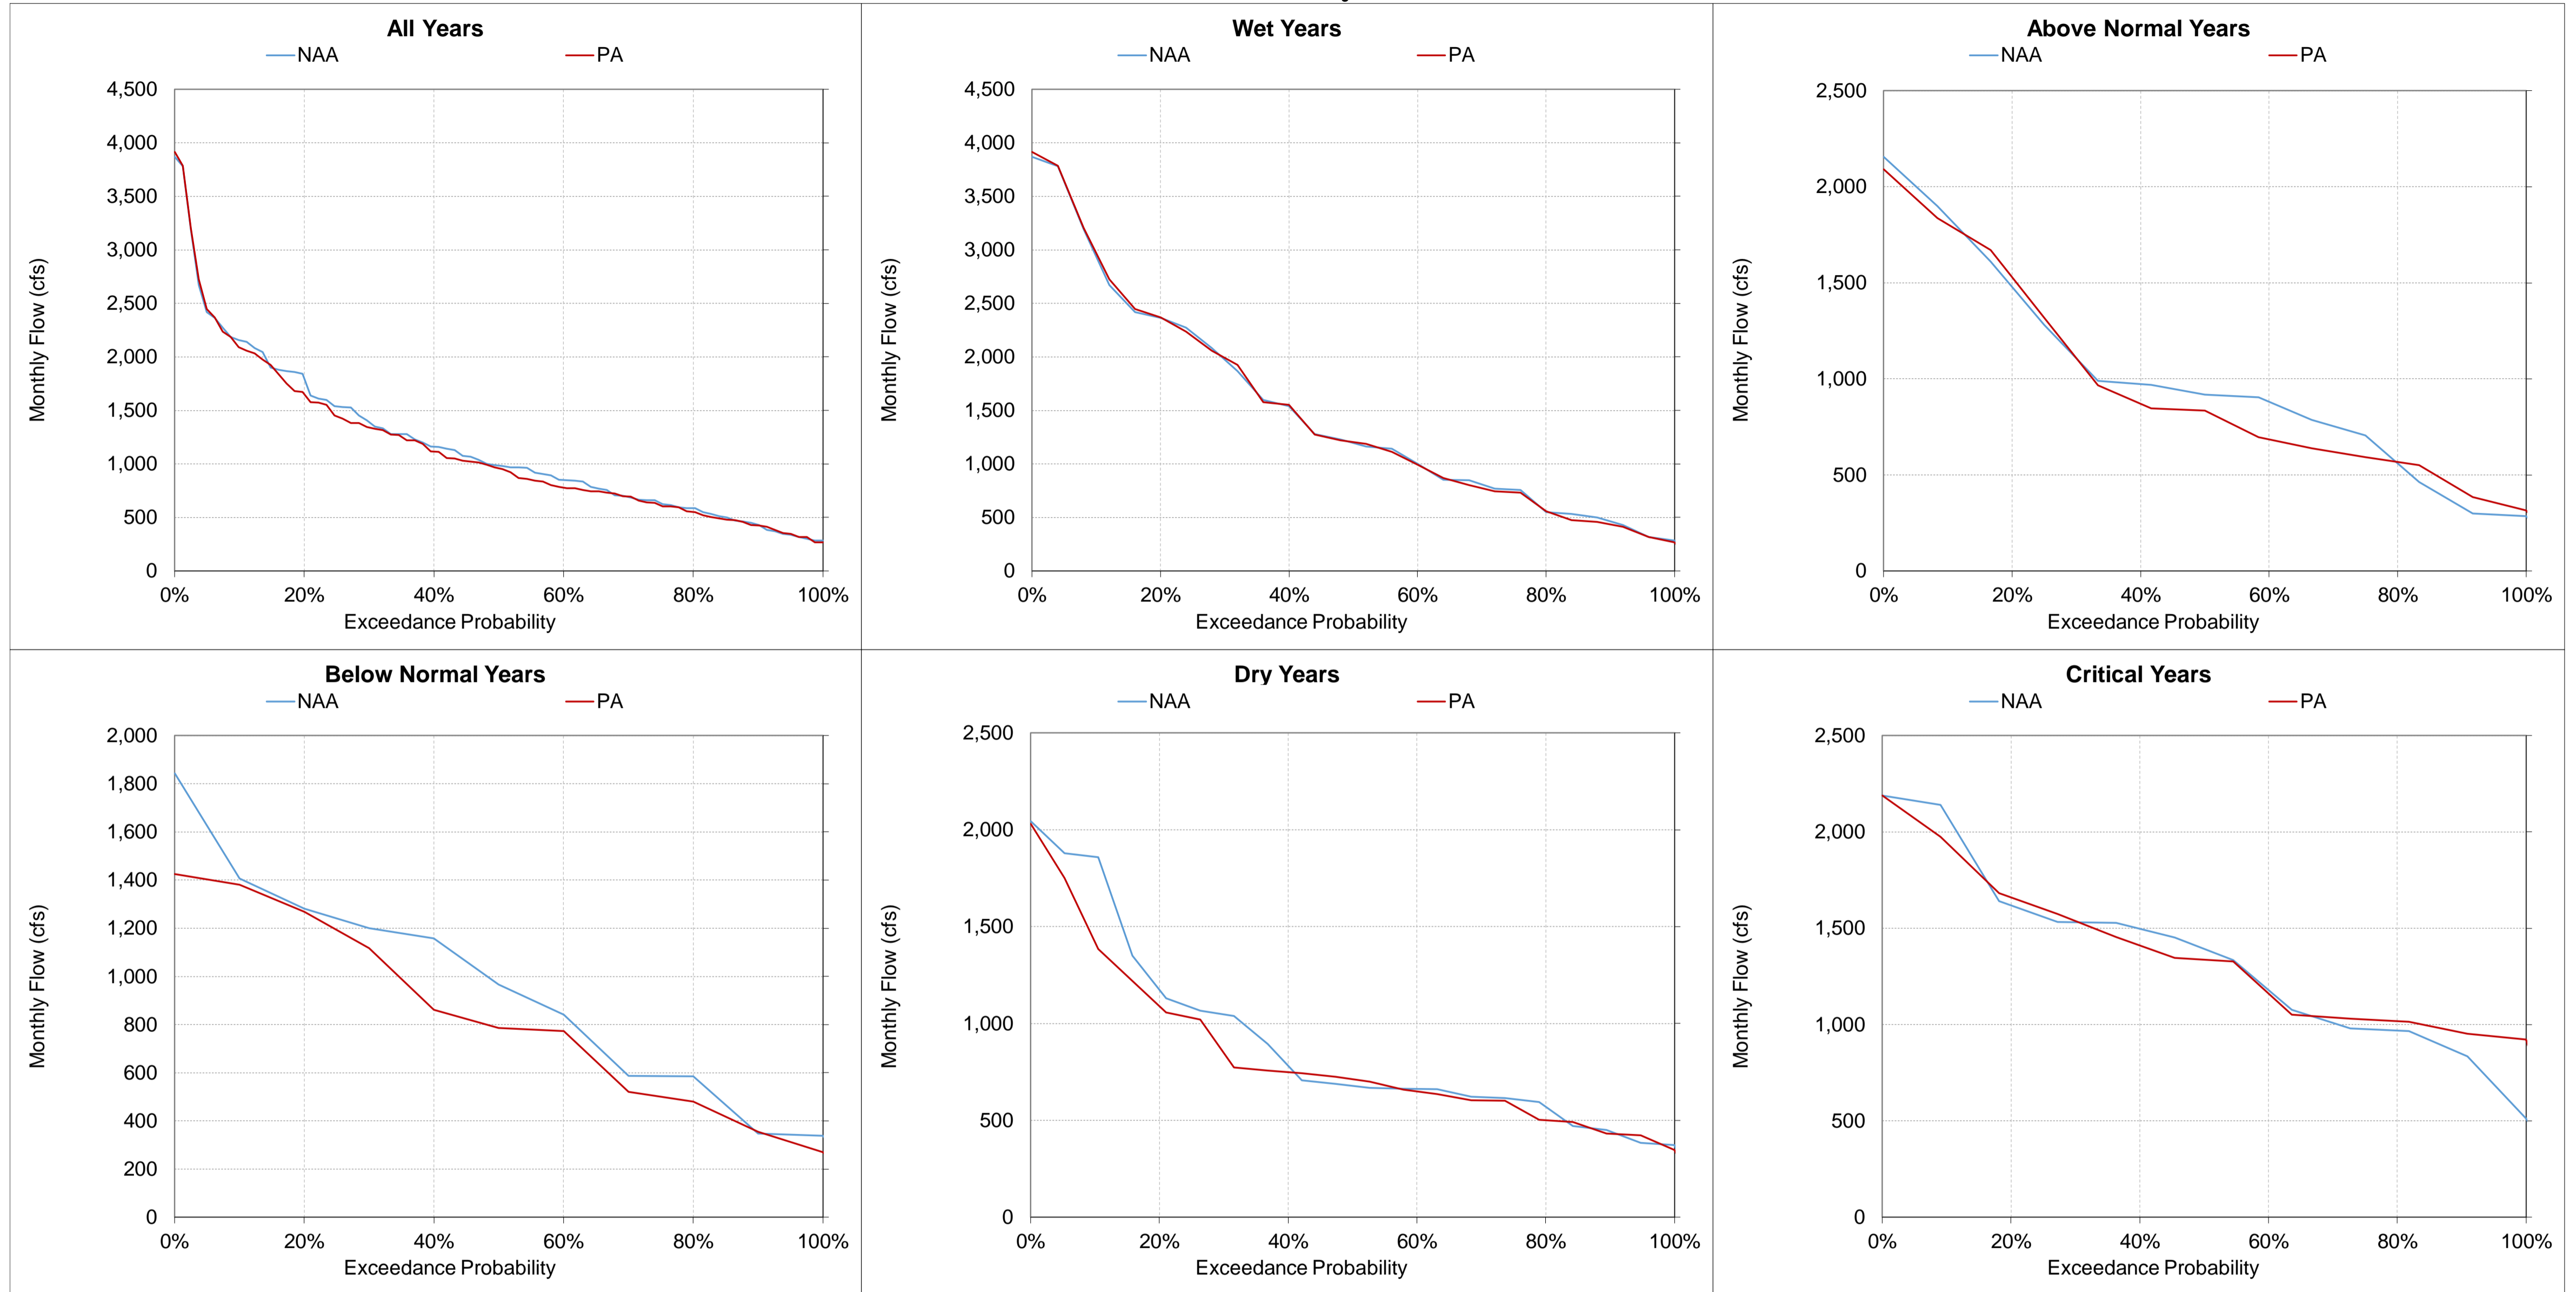 All Years
NAA PA
4,500
4,000
3,500
3,000
2,500
2,000
1,500
1,000
500
0
Monthly Flow (cfs)
0% 20% 40% 60% 80% 100%
Exceedance Probability
Wet Years
NAA PA
4,500
4,000
3,500
3,000
2,500
2,000
1,500
1,000
500
0
Monthly Flow (cfs)
0% 20% 40% 60% 80% 100%
Exceedance Probability
Above Normal Years
NAA PA
2,500
2,000
1,500
1,000
500
0
Monthly Flow (cfs)
0% 20% 40% 60% 80% 100%
Exceedance Probability
Below Normal Years
NAA PA
2,000
1,800
1,600
1,400
1,200
1,000
800
600
400
200
0
Monthly Flow (cfs)
0% 20% 40% 60% 80% 100%
Exceedance Probability
Dry Years
NAA PA
2,500
2,000
1,500
1,000
500
0
Monthly Flow (cfs)
0% 20% 40% 60% 80% 100%
Exceedance Probability
Critical Years
NAA PA
2,500
2,000
1,500
1,000
500
0
Monthly Flow (cfs)
0% 20% 40% 60% 80% 100%
Exceedance Probability